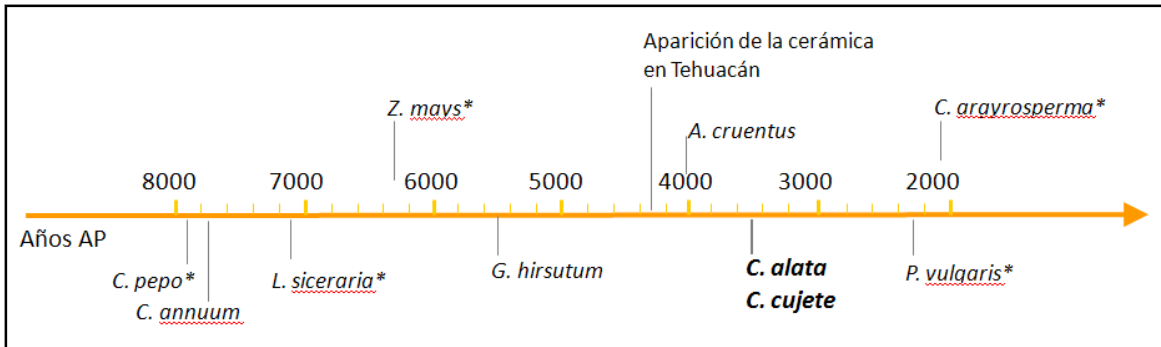 Aparición de la cerámica
en Tehuacán
Z. mays*
C. argyrosperma*
A. cruentus
8000 7000 6000 5000 4000 3000 2000
Años AP
C. pepo*
L. siceraria*
G. hirsutum
C. alata
P. vulgaris*
C. annuum
C. cujete